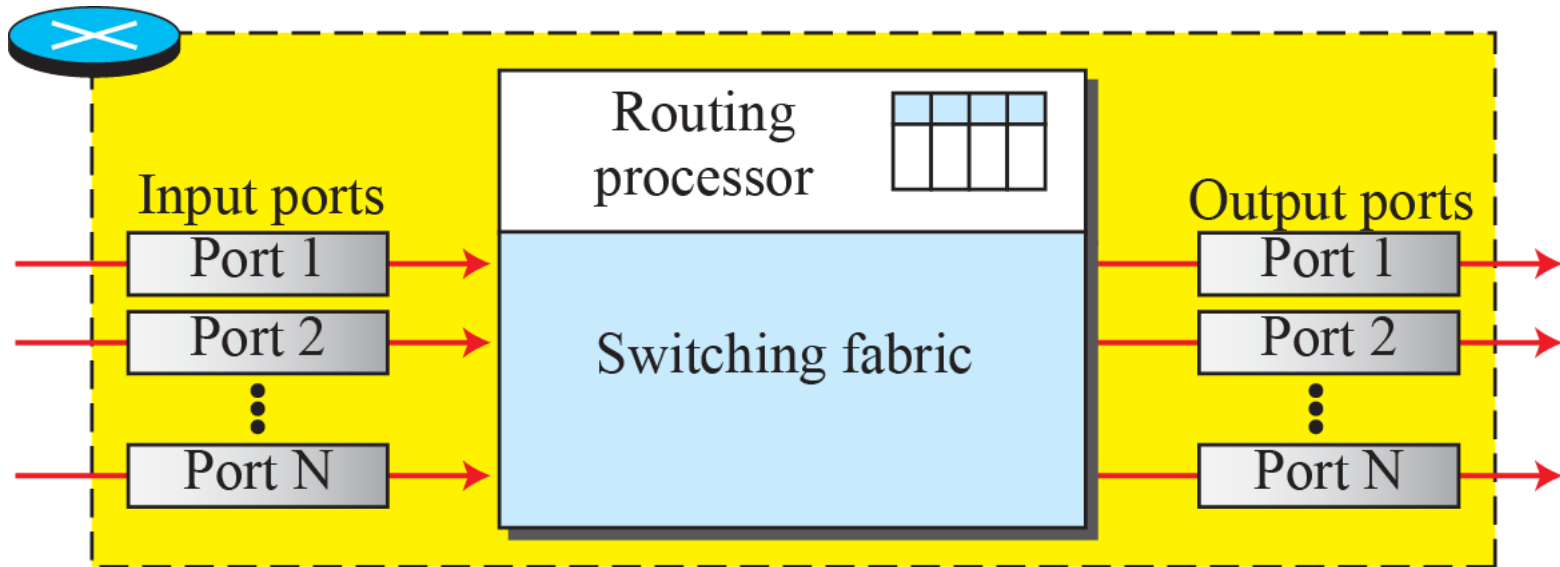 Routing
processor
Input ports
Port 1
Port 2
Port N
Switching fabric
Output ports
Port 1
Port 2
Port N